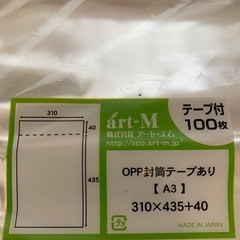 art-M
株式会社 アート・エム
http://opp.art-m.jp/
テープ付
100枚
310
40
435
OPP封筒テープあり
【 A3 】
310×435+40
MADE IN JAPAN